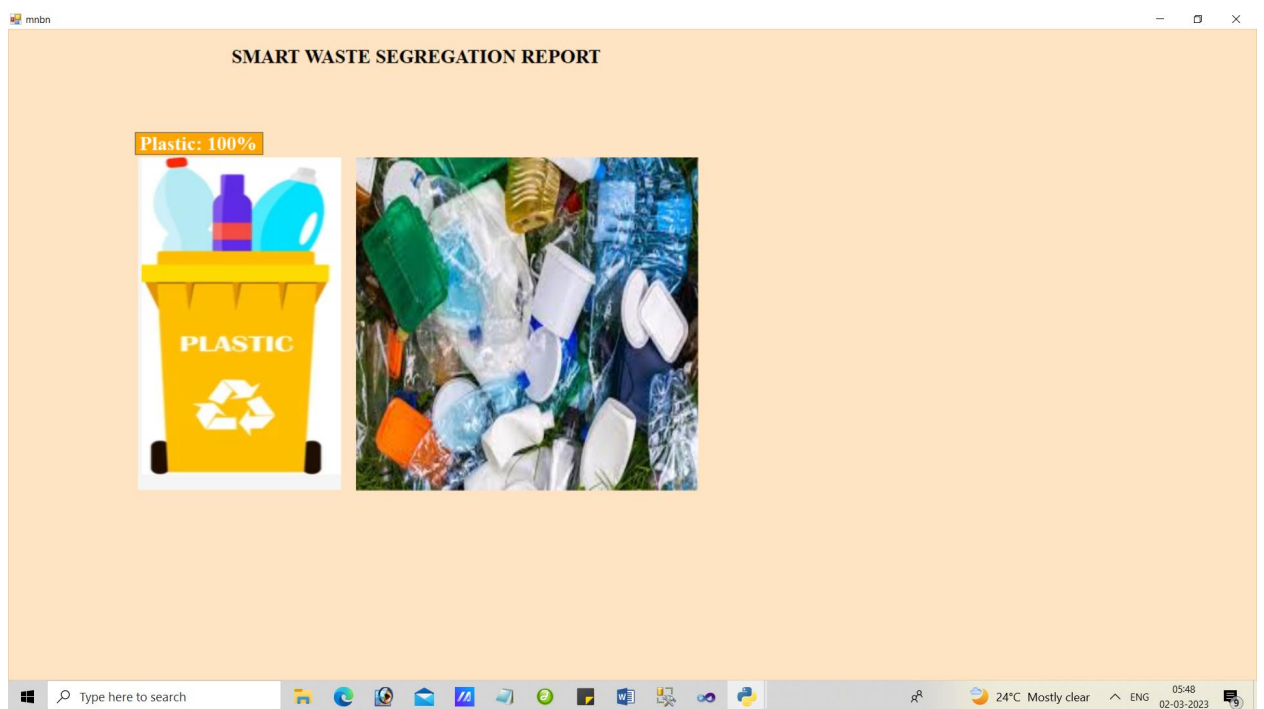 mnbn
SMART WASTE SEGREGATION REPORT
Plastic: 100%
PLASTIC
Type here to search
24°C Mostly clear
ENG
05:48
02-03-2023
9